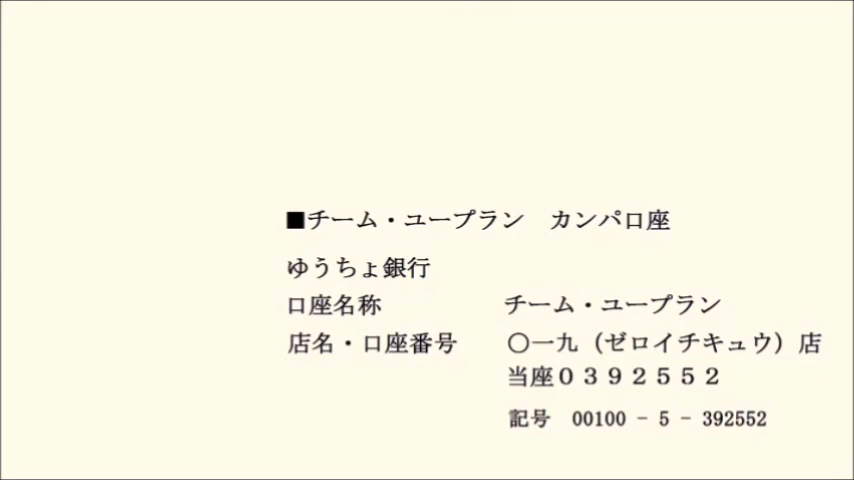 ■チーム・ユープラン　カンパ口座
ゆうちょ銀行
口座名称　チーム・ユープラン
店名・口座番号　〇一九（ゼロイチキュウ）店
当座０３９２５５２
記号　00100 － 5 － 392552